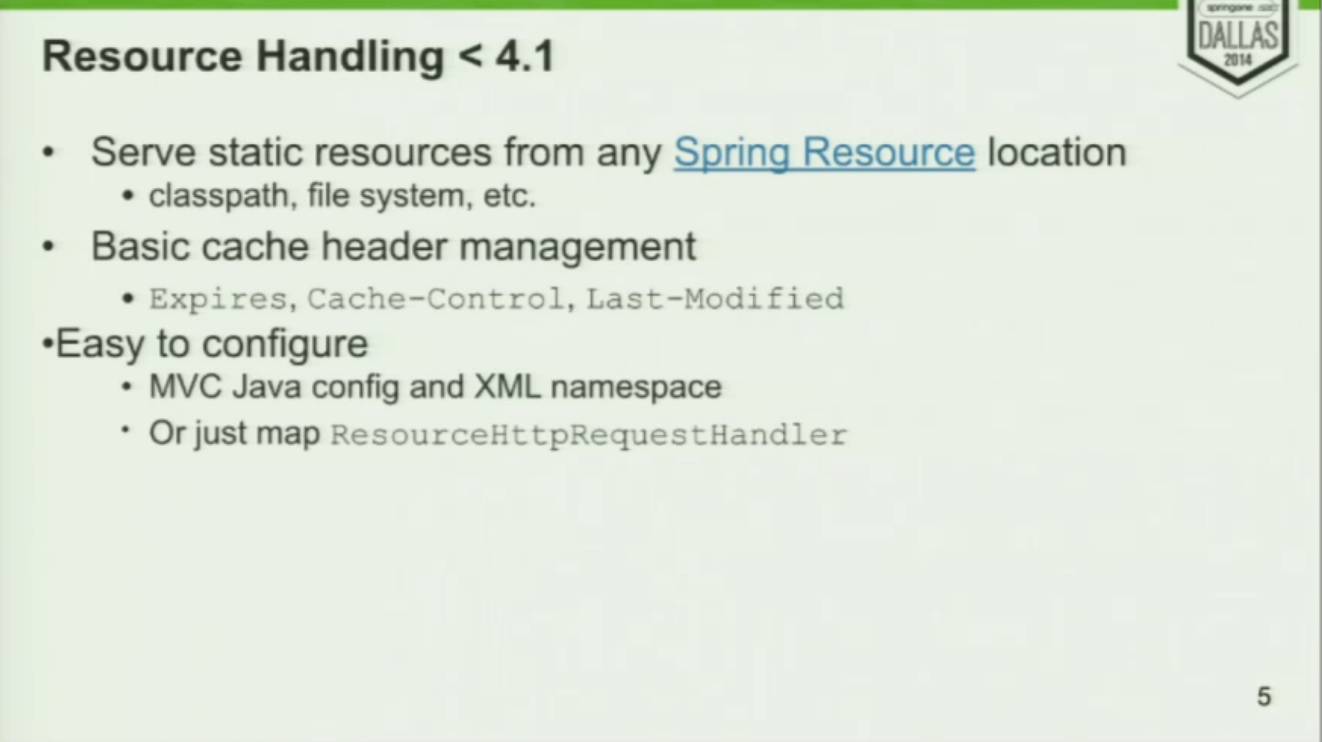 springone 2GX
DALLAS
2014
Resource Handling < 4.1
• Serve static resources from any Spring Resource location
• classpath, file system, etc.
• Basic cache header management
• Expires, Cache-Control, Last-Modified
•Easy to configure
• MVC Java config and XML namespace
• Or just map ResourceHttpRequestHandler
5